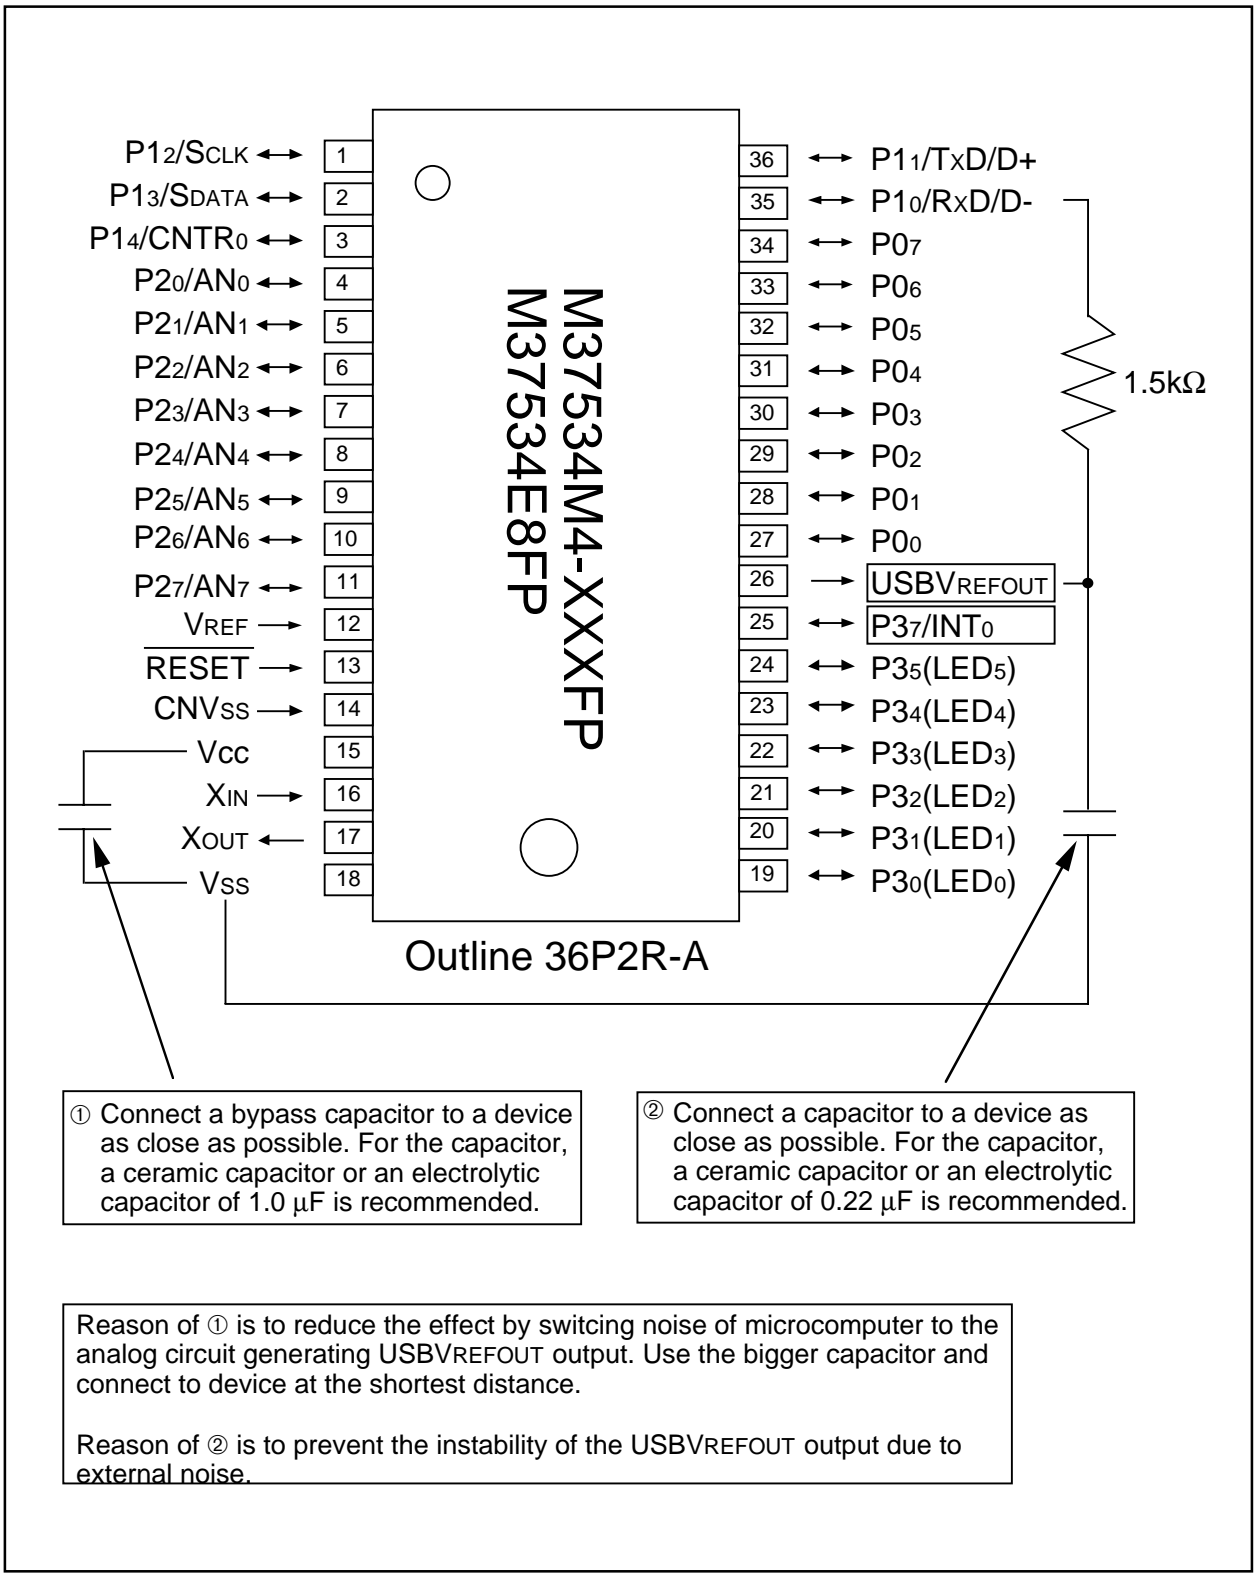 P12/SCLK 1
P13/SDATA 2
P14/CNTR0 3
P20/AN0 4
P21/AN1 5
P22/AN2 6
P23/AN3 7
P24/AN4 8
P25/AN5 9
P26/AN6 10
P27/AN7 11
VREF 12
RESET 13
CNVSS 14
VCC 15
XIN 16
XOUT 17
VSS 18
M37534M4-XXXFP
M37534E8FP
36 P11/TXD/D+
35 P10/RXD/D-
34 P07
33 P06
32 P05
31 P04
30 P03
29 P02
28 P01
27 P00
26 USBVREFOUT
25 P37/INT0
24 P35(LED5)
23 P34(LED4)
22 P33(LED3)
21 P32(LED2)
20 P31(LED1)
19 P30(LED0)
1.5kΩ
Outline 36P2R-A
① Connect a bypass capacitor to a device
as close as possible. For the capacitor,
a ceramic capacitor or an electrolytic
capacitor of 1.0 µF is recommended.
② Connect a capacitor to a device as
close as possible. For the capacitor,
a ceramic capacitor or an electrolytic
capacitor of 0.22 µF is recommended.
Reason of ① is to reduce the effect by switcing noise of microcomputer to the
analog circuit generating USBVREFOUT output. Use the bigger capacitor and
connect to device at the shortest distance.
Reason of ② is to prevent the instability of the USBVREFOUT output due to
external noise.